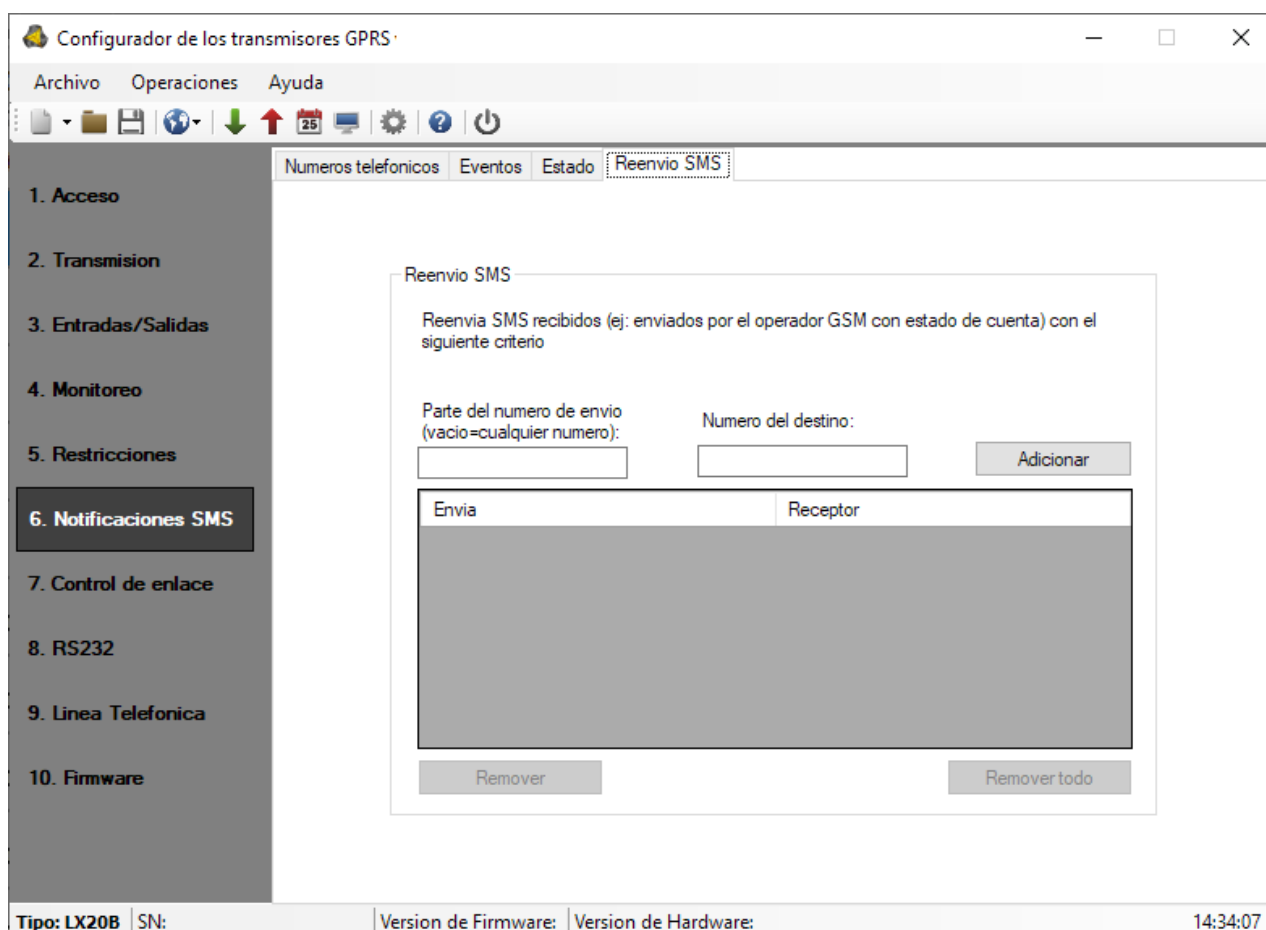 Configurador de los transmisores GPRS
Archivo Operaciones Ayuda
25
Numeros telefonicos Eventos Estado Reenvio SMS
1. Acceso
2. Transmision
3. Entradas/Salidas
4. Monitoreo
5. Restricciones
6. Notificaciones SMS
7. Control de enlace
8. RS232
9. Linea Telefonica
10. Firmware
Reenvio SMS
Reenvia SMS recibidos (ej: enviados por el operador GSM con estado de cuenta) con el
siguiente criterio
Parte del numero de envio
(vacio=cualquier numero):
Numero del destino:
Adicionar
Envia Receptor
Remover Remover todo
Tipo: LX20B SN: Version de Firmware: Version de Hardware: 14:34:07